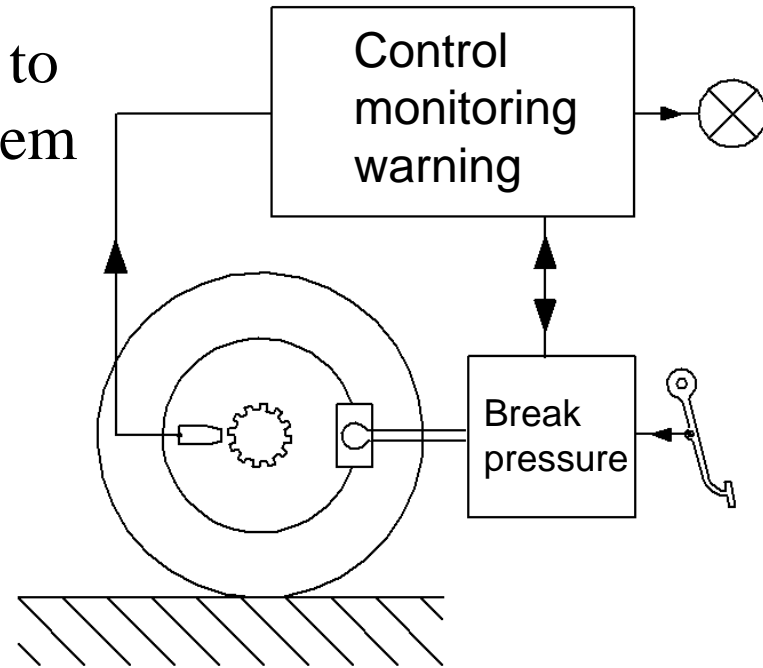 to
em
Control
monitoring
warning
Break
pressure